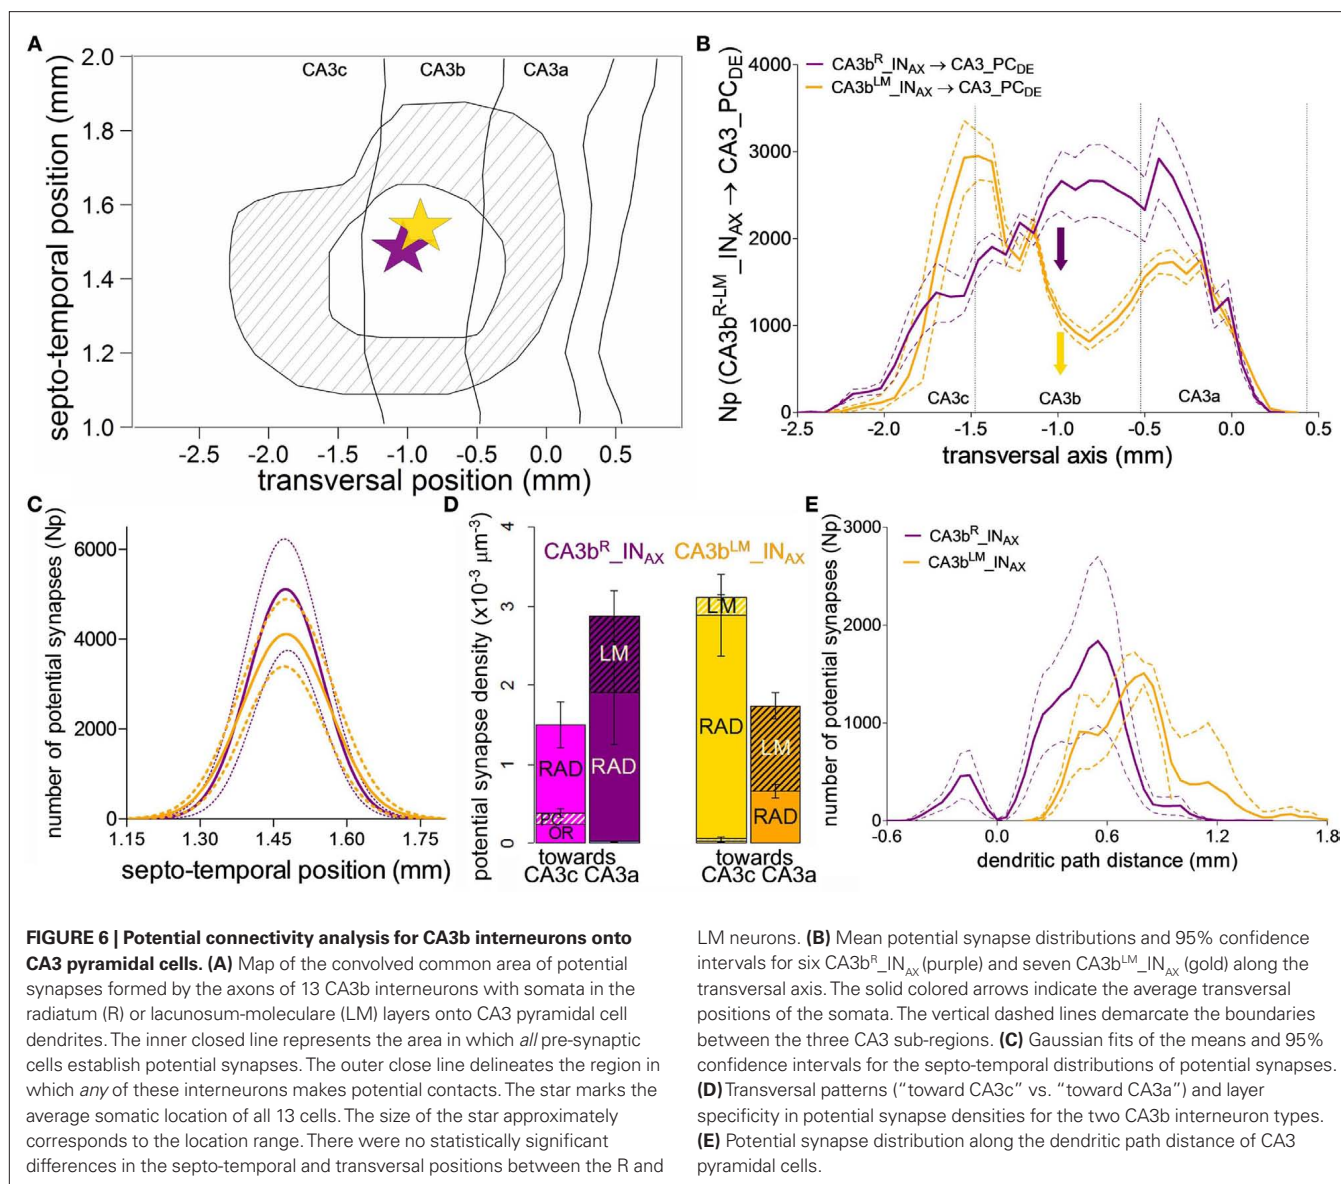 A
septo-temporal position (mm)
2.0
1.8
1.6
1.4
1.2
1.0
CA3c
CA3b
CA3a
-2.5 -2.0 -1.5 -1.0 -0.5 0.0 0.5
transversal position (mm)
B
Np (CA3b^R-LM_IN_AX → CA3_PC_DE)
CA3b^R_IN_AX → CA3_PC_DE
CA3b^LM_IN_AX → CA3_PC_DE
4000
3000
2000
1000
0
CA3c
CA3b
CA3a
-2.5 -2.0 -1.5 -1.0 -0.5 0.0 0.5
transversal axis (mm)
C
number of potential synapses (Np)
6000
4000
2000
0
1.15 1.30 1.45 1.60 1.75
septo-temporal position (mm)
D
potential synapse density (x10^-3 μm^-3)
4
3
2
1
0
CA3b^R_IN_AX
CA3b^LM_IN_AX
RAD
PC
OR
LM
RAD
LM
RAD
LM
RAD
towards
CA3c CA3a
towards
CA3c CA3a
E
number of potential synapses (Np)
3000
2000
1000
0
CA3b^R_IN_AX
CA3b^LM_IN_AX
-0.6 0.0 0.6 1.2 1.8
dendritic path distance (mm)
FIGURE 6 | Potential connectivity analysis for CA3b interneurons onto
CA3 pyramidal cells. (A) Map of the convolved common area of potential
synapses formed by the axons of 13 CA3b interneurons with somata in the
radiatum (R) or lacunosum-moleculare (LM) layers onto CA3 pyramidal cell
dendrites. The inner closed line represents the area in which all pre-synaptic
cells establish potential synapses. The outer close line delineates the region in
which any of these interneurons makes potential contacts. The star marks the
average somatic location of all 13 cells. The size of the star approximately
corresponds to the location range. There were no statistically significant
differences in the septo-temporal and transversal positions between the R and
LM neurons. (B) Mean potential synapse distributions and 95% confidence
intervals for six CA3b^R_IN_AX (purple) and seven CA3b^LM_IN_AX (gold) along the
transversal axis. The solid colored arrows indicate the average transversal
positions of the somata. The vertical dashed lines demarcate the boundaries
between the three CA3 sub-regions. (C) Gaussian fits of the means and 95%
confidence intervals for the septo-temporal distributions of potential synapses.
(D) Transversal patterns (“toward CA3c” vs. “toward CA3a”) and layer
specificity in potential synapse densities for the two CA3b interneuron types.
(E) Potential synapse distribution along the dendritic path distance of CA3
pyramidal cells.